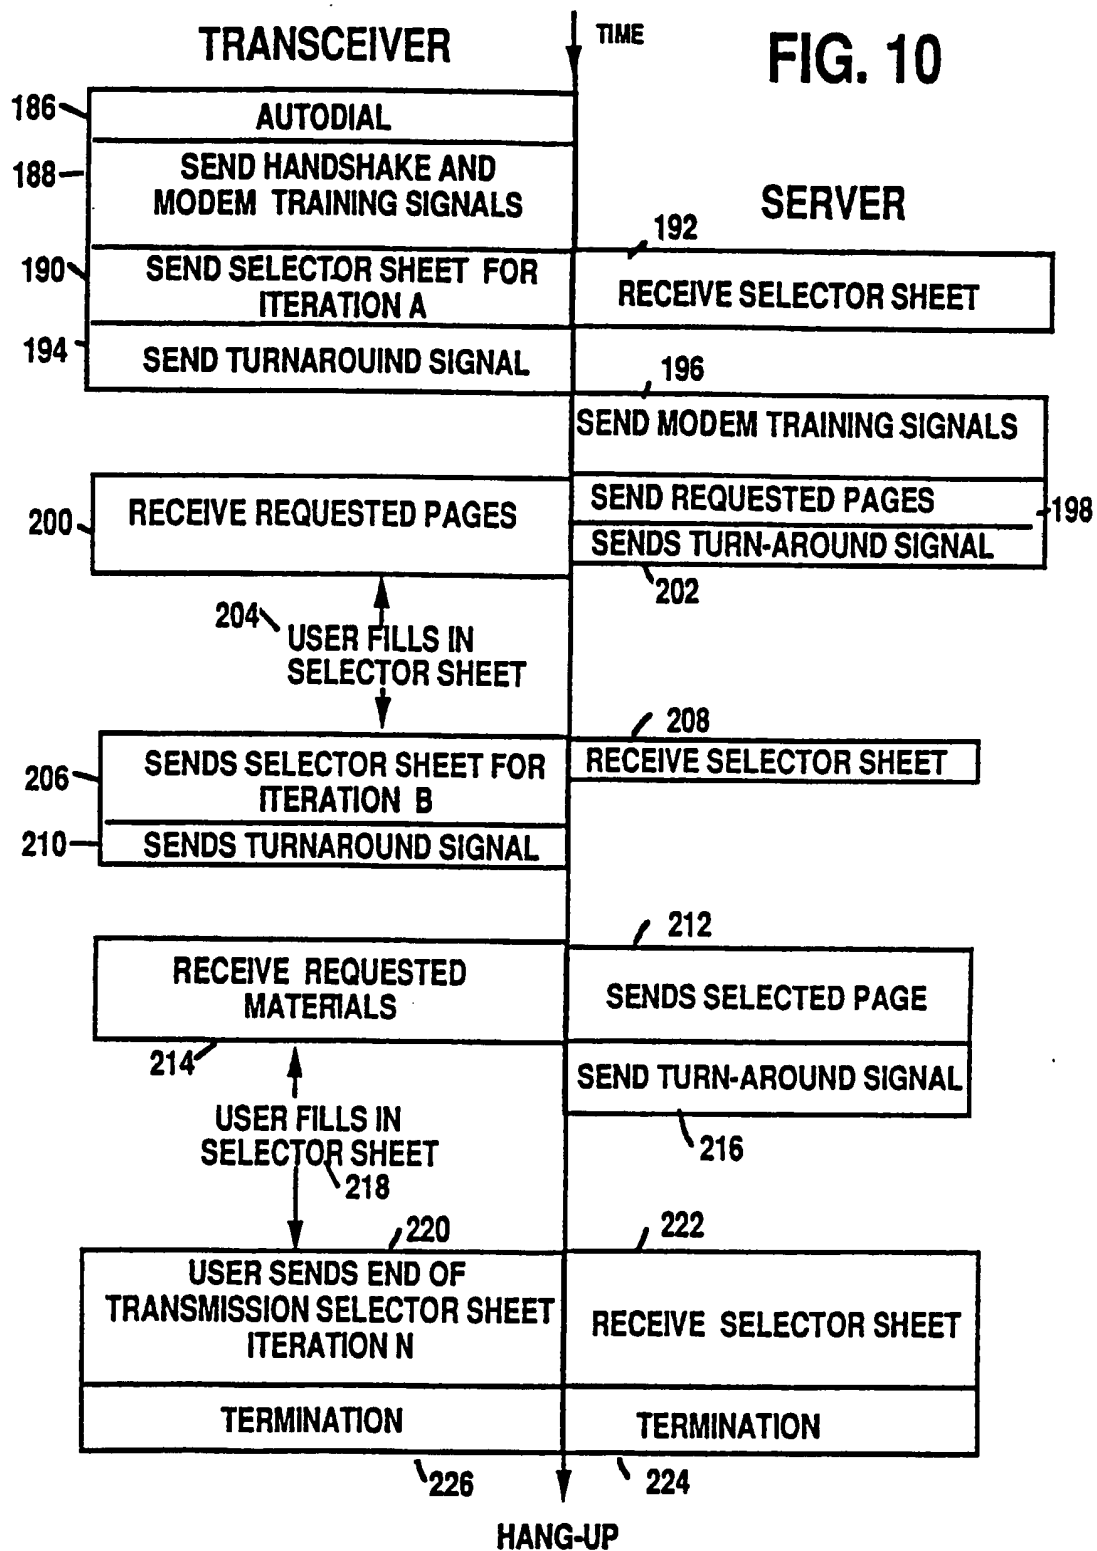 TRANSCEIVER
TIME
FIG. 10
186
AUTODIAL
188
SEND HANDSHAKE AND
MODEM TRAINING SIGNALS
SERVER
192
190
SEND SELECTOR SHEET FOR
ITERATION A
RECEIVE SELECTOR SHEET
194
SEND TURNAROUIND SIGNAL
196
SEND MODEM TRAINING SIGNALS
200
RECEIVE REQUESTED PAGES
SEND REQUESTED PAGES
198
SENDS TURN-AROUND SIGNAL
202
204
USER FILLS IN
SELECTOR SHEET
208
206
SENDS SELECTOR SHEET FOR
ITERATION B
RECEIVE SELECTOR SHEET
210
SENDS TURNAROUND SIGNAL
212
RECEIVE REQUESTED
MATERIALS
SENDS SELECTED PAGE
214
SEND TURN-AROUND SIGNAL
216
USER FILLS IN
SELECTOR SHEET
218
220
222
USER SENDS END OF
TRANSMISSION SELECTOR SHEET
ITERATION N
RECEIVE SELECTOR SHEET
TERMINATION
TERMINATION
226
224
HANG-UP